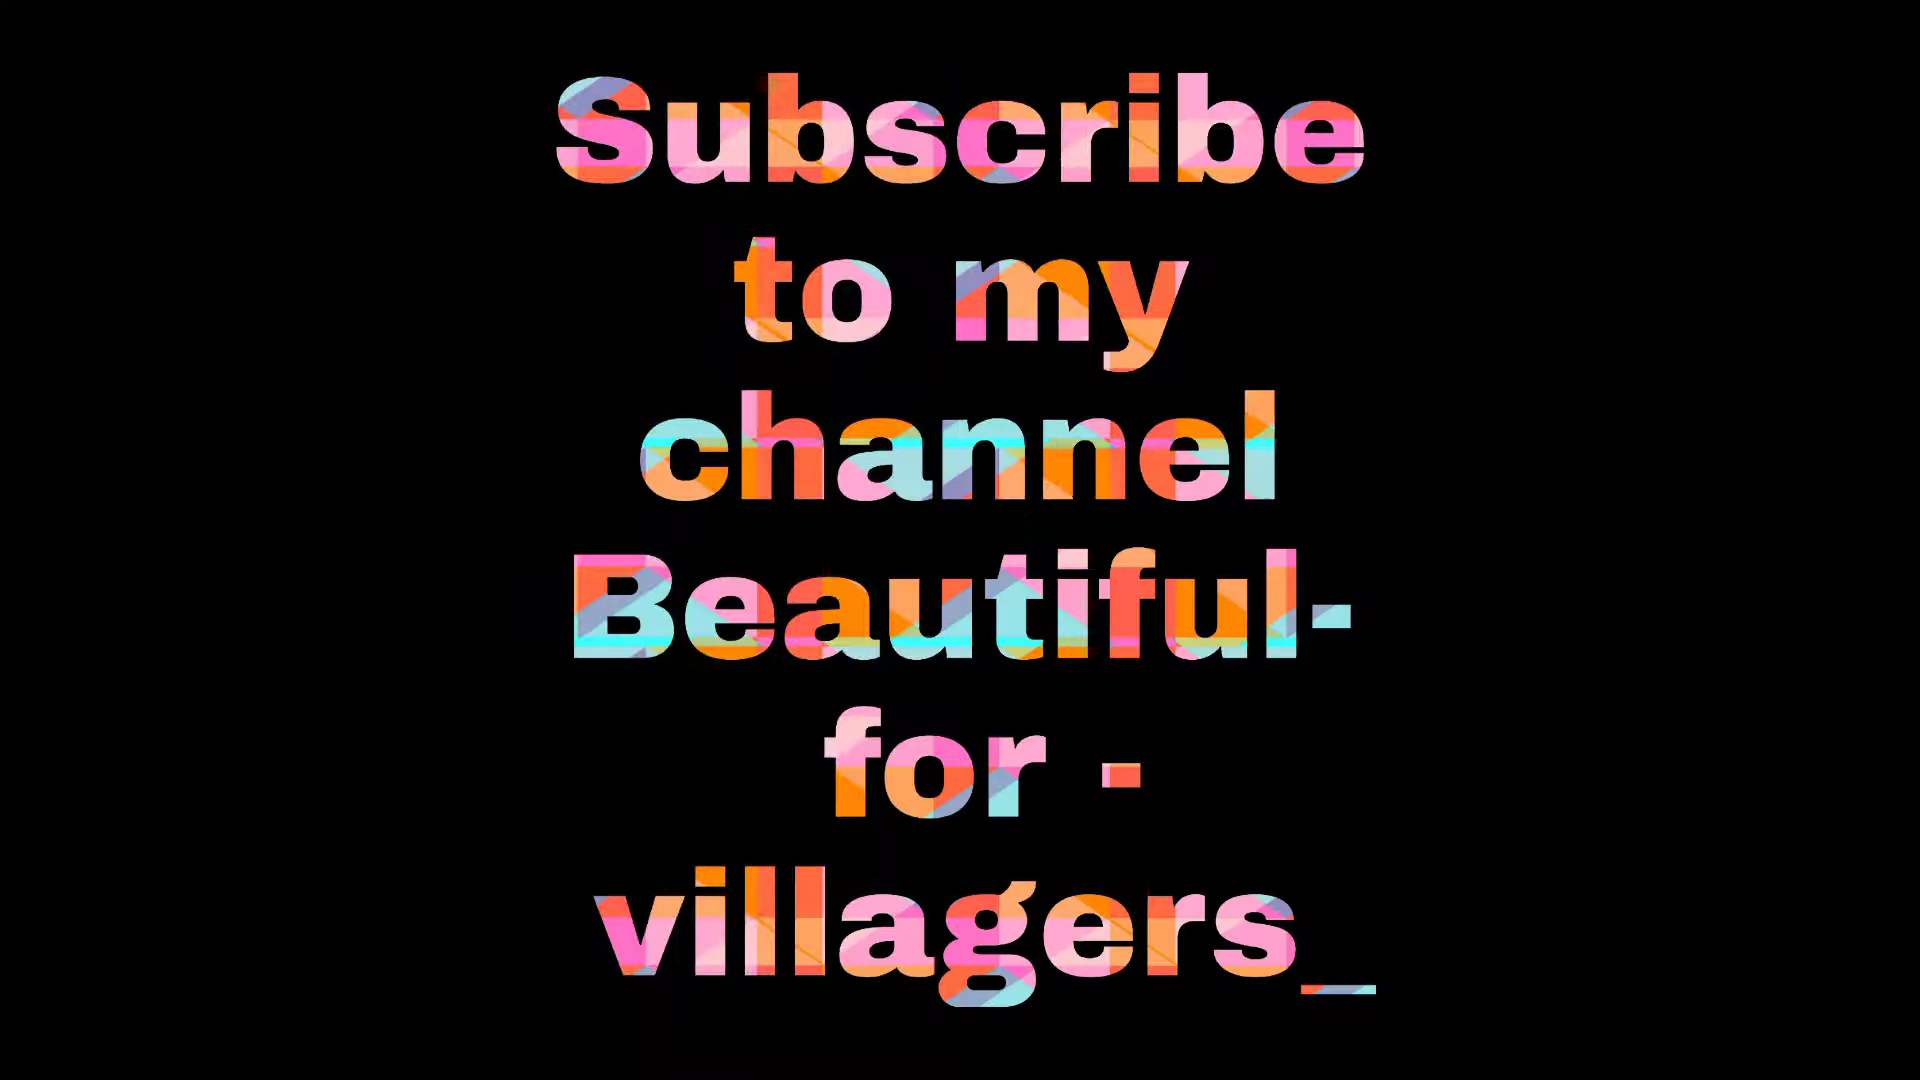 Subscribe
to my
channel
Beautiful-
for -
villagers_